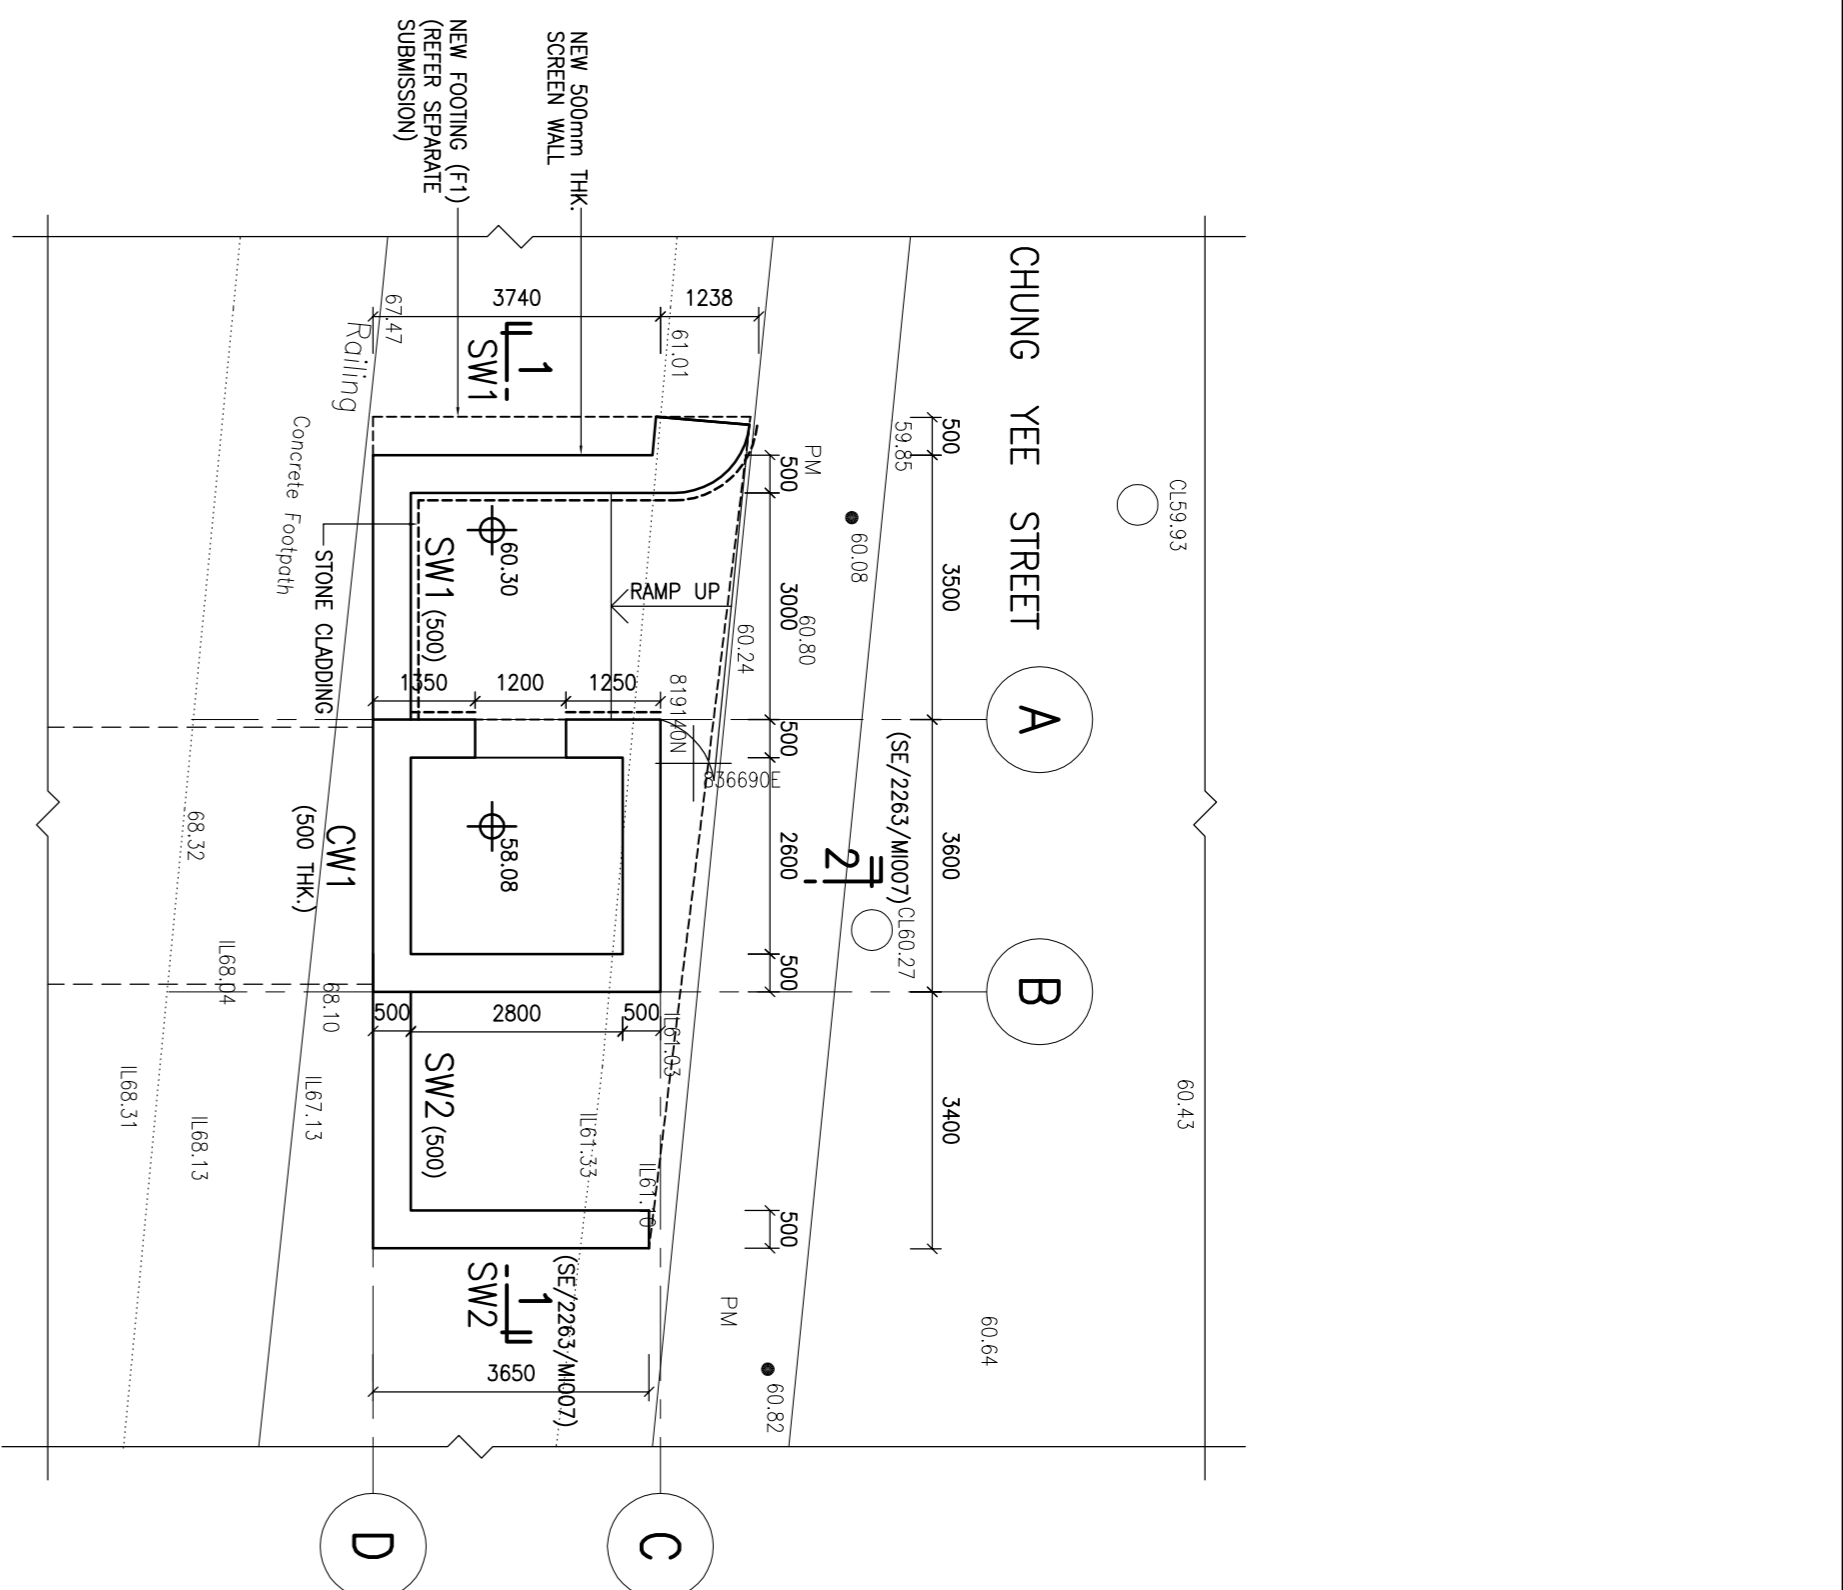 CHUNG YEE STREET
CL59.93
A
B
C
D
60.43
60.64
500
3500
3600
3400
59.85
(SE/2263/MI007)
CL60.27
60.08
2
PM
60.80
500
3000
500
2600
500
500
60.82
PM
60.24
836690E
819140N
1238
3740
61.01
67.47
Railing
1
SW1
RAMP UP
1350
1200
1250
IL61.03
IL61.33
NEW 500mm THK.
SCREEN WALL
NEW FOOTING (F1)
(REFER SEPARATE
SUBMISSION)
60.30
58.08
SW1 (500)
500
2800
500
SW2 (500)
1
SW2
(SE/2263/MI007)
3650
STONE CLADDING
Concrete Footpath
CW1
(500 THK.)
68.10
IL67.13
IL68.04
68.32
IL68.13
IL68.31